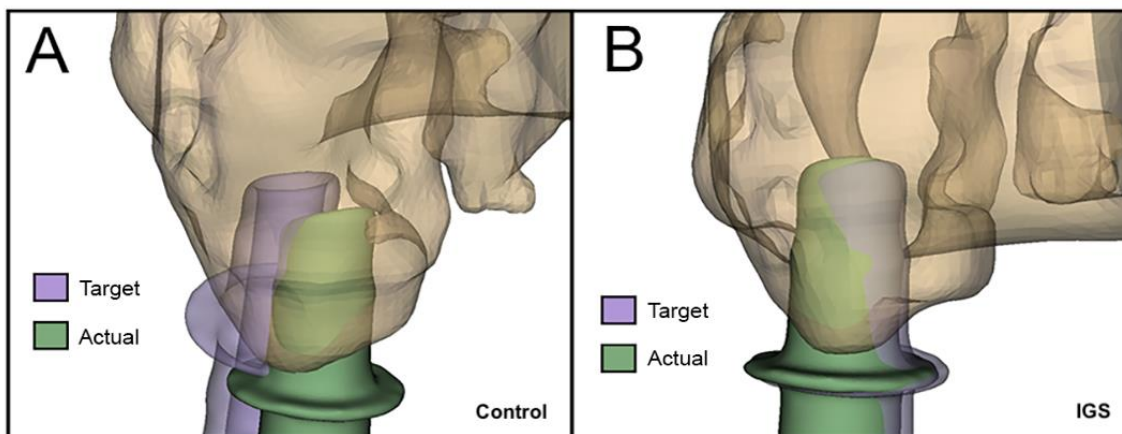 A
Target
Actual
Control
B
Target
Actual
IGS